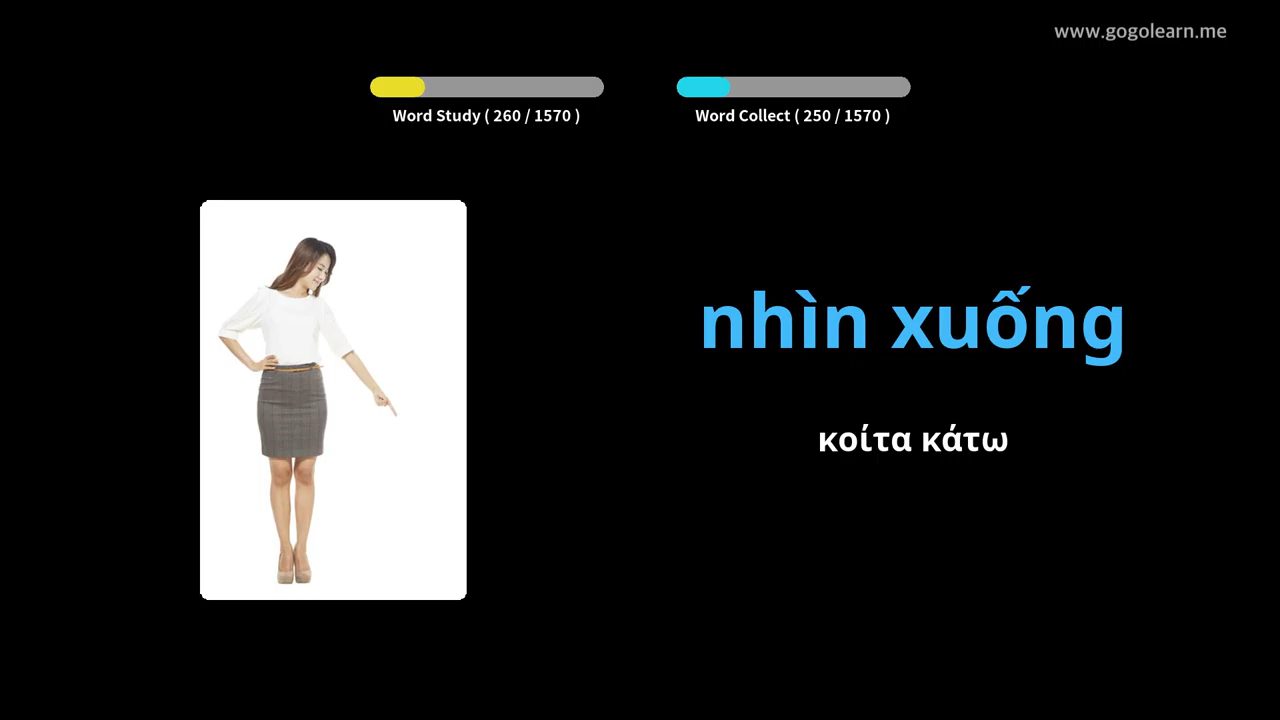 www.gogolearn.me
Word Study ( 260 / 1570 )
Word Collect ( 250 / 1570 )
nhìn xuống
κοίτα κάτω